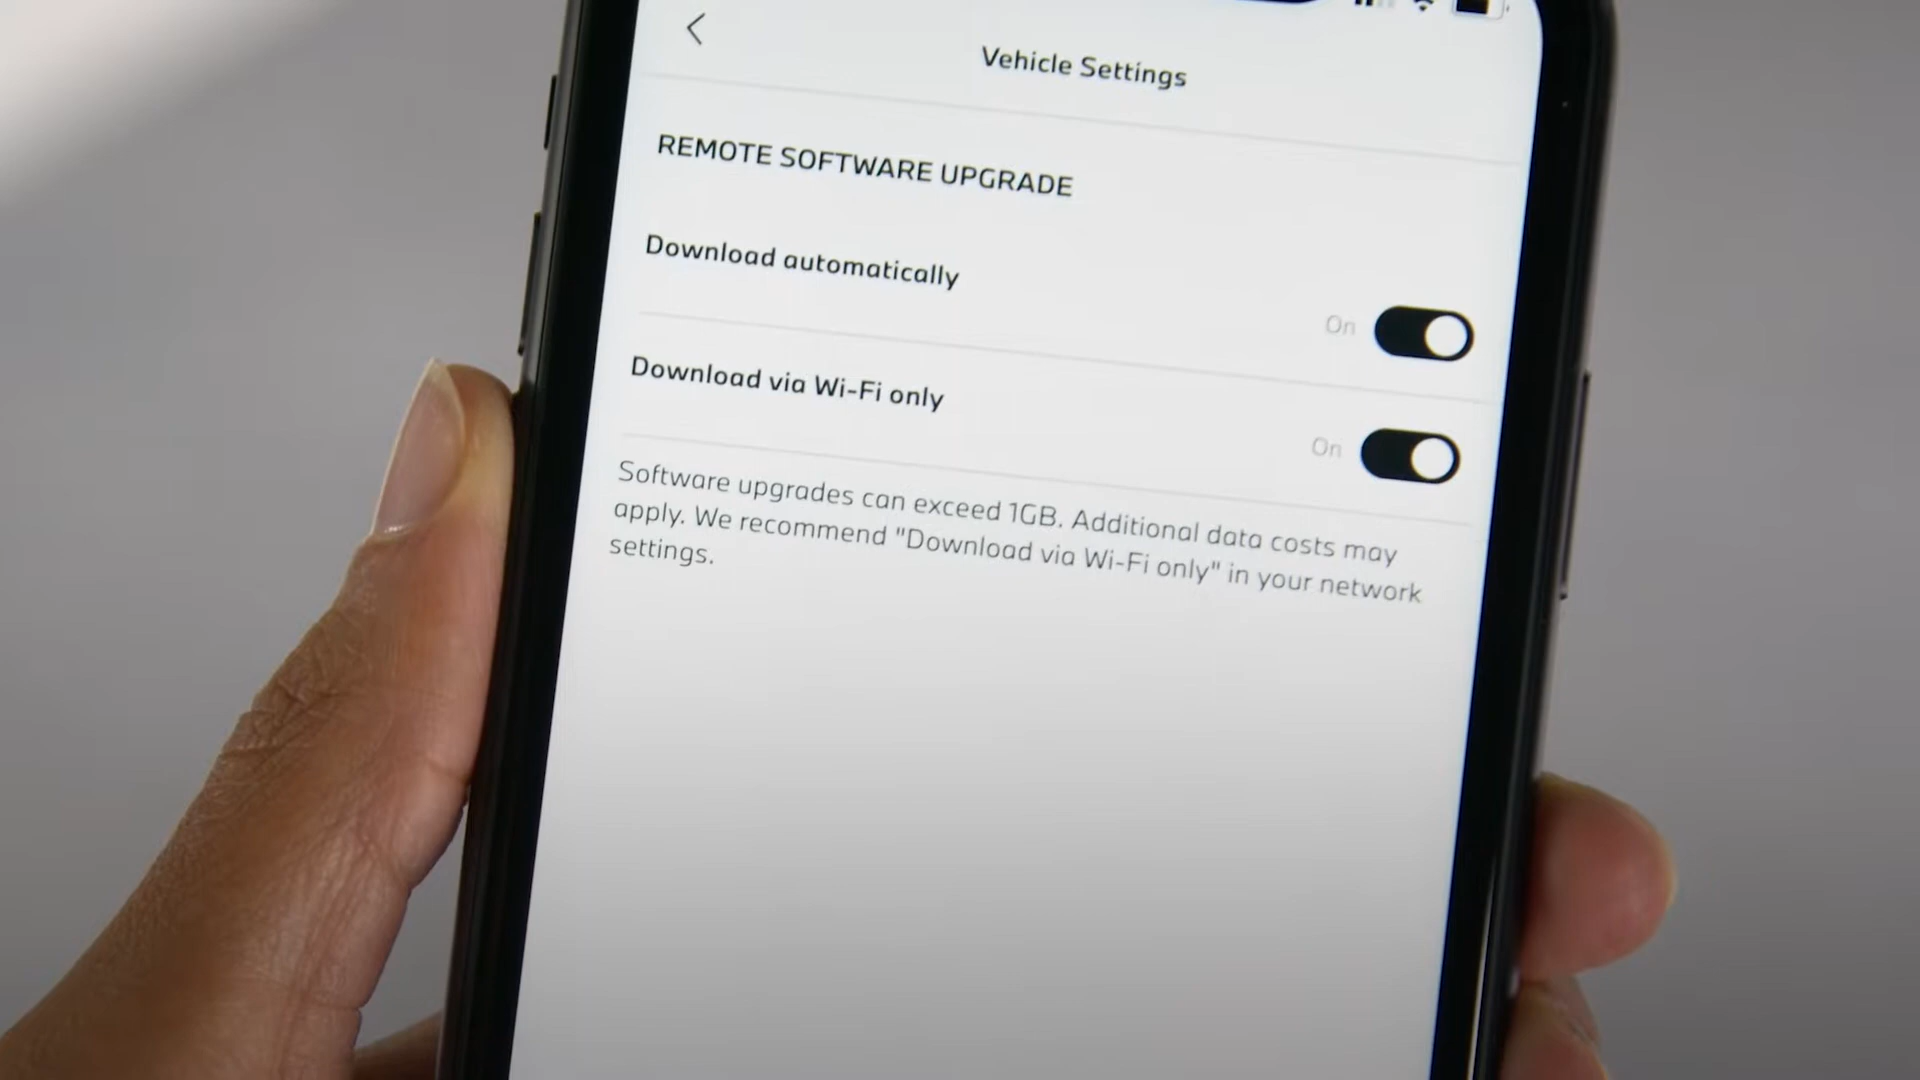 Vehicle Settings
REMOTE SOFTWARE UPGRADE
Download automatically
On
Download via Wi-Fi only
On
Software upgrades can exceed 1GB. Additional data costs may
apply. We recommend "Download via Wi-Fi only" in your network
settings.